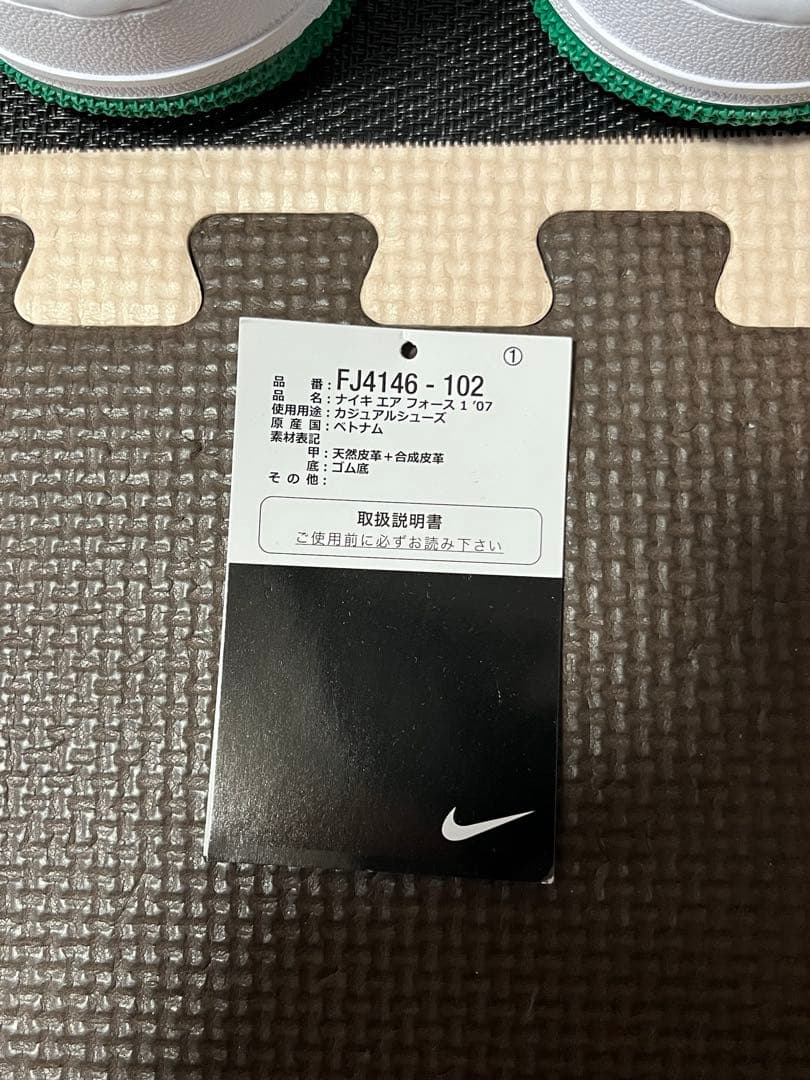 ①
品 番：FJ4146 - 102
品 名：ナイキ エア フォース 1 '07
使用用途：カジュアルシューズ
原 産 国：ベトナム
素材表記
甲：天然皮革＋合成皮革
底：ゴム底
そ の 他：
取扱説明書
ご使用前に必ずお読み下さい